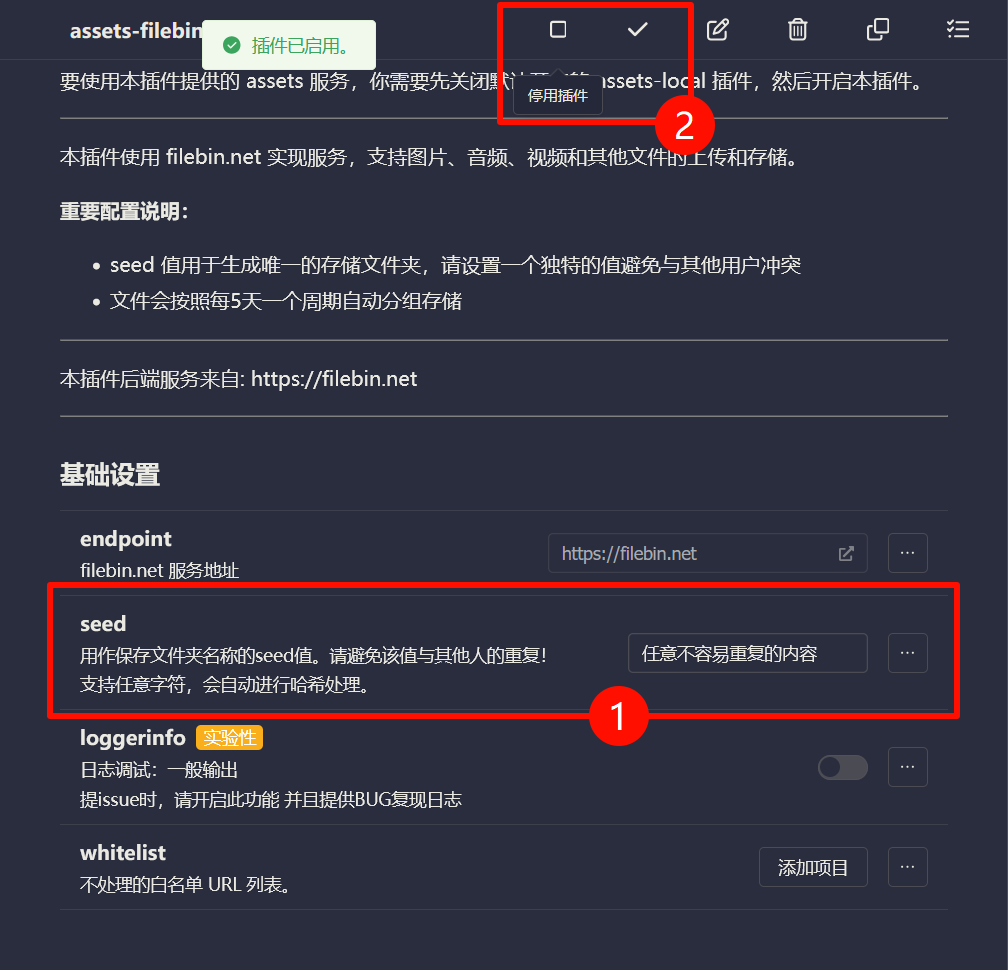 assets-filebin
插件已启用。
要使用本插件提供的 assets 服务，你需要先关闭默认开启的 assets-local 插件，然后开启本插件。
停用插件
2
本插件使用 filebin.net 实现服务，支持图片、音频、视频和其他文件的上传和存储。
重要配置说明：
• seed 值用于生成唯一的存储文件夹，请设置一个独特的值避免与其他用户冲突
• 文件会按照每5天一个周期自动分组存储
本插件后端服务来自: https://filebin.net
基础设置
endpoint
filebin.net 服务地址
https://filebin.net
seed
用作保存文件夹名称的seed值。请避免该值与其他人的重复！
支持任意字符，会自动进行哈希处理。
任意不容易重复的内容
1
loggerinfo 实验性
日志调试：一般输出
提issue时，请开启此功能 并且提供BUG复现日志
whitelist
不处理的白名单 URL 列表。
添加项目